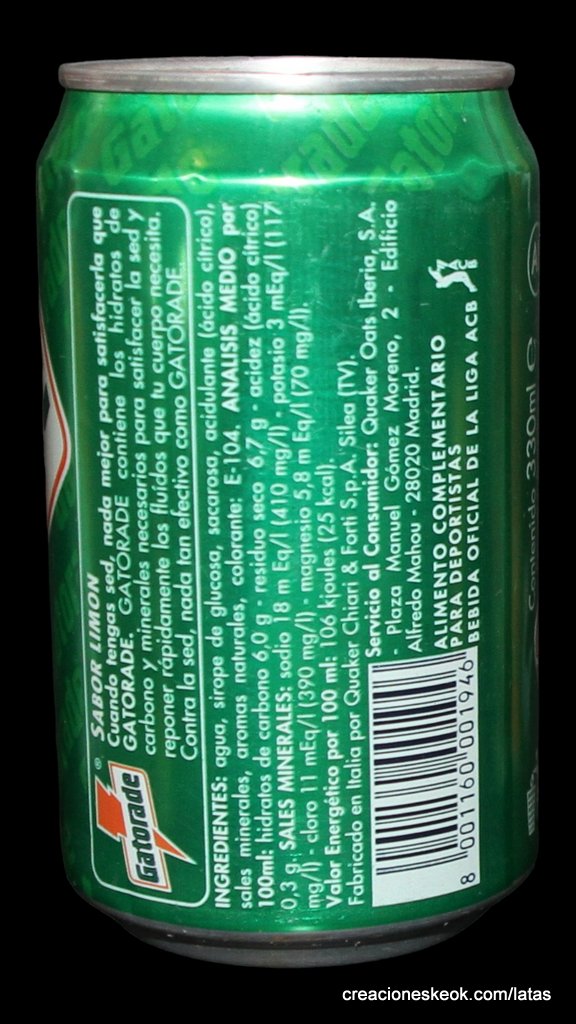 Gatorade
®
SABOR LIMON
Cuando tengas sed, nada mejor para satisfacerla que
GATORADE. GATORADE contiene los hidratos de
carbono y minerales necesarios para satisfacer la sed y
reponer rápidamente los fluídos que tu cuerpo necesita.
Contra la sed, nada tan efectivo como GATORADE.
INGREDIENTES: agua, sirope de glucosa, sacarosa, acidulante (ácido cítrico),
sales minerales, aromas naturales, colorante: E-104. ANALISIS MEDIO por
100ml: hidratos de carbono 6,0 g - residuo seco 6,7 g - acidez (ácido cítrico)
0,3 g. SALES MINERALES: sodio 18 m Eq/l (410 mg/l) - potasio 3 mEq/l (117
mg/l) - cloro 11 mEq/l (390 mg/l) - magnesio 5,8 m Eq/l (70 mg/l).
Valor Energético por 100 ml: 106 kjoules (25 kcal).
Fabricado en Italia por Quaker Chiari & Forti S.p.A. Silea (TV).
Servicio al Consumidor: Quaker Oats Iberia, S.A.
- Plaza Manuel Gómez Moreno, 2 - Edificio
Alfredo Mahou - 28020 Madrid.
ALIMENTO COMPLEMENTARIO
PARA DEPORTISTAS
BEBIDA OFICIAL DE LA LIGA ACB
8 001160 001946
Contenido 330ml
creacioneskeok.com/latas